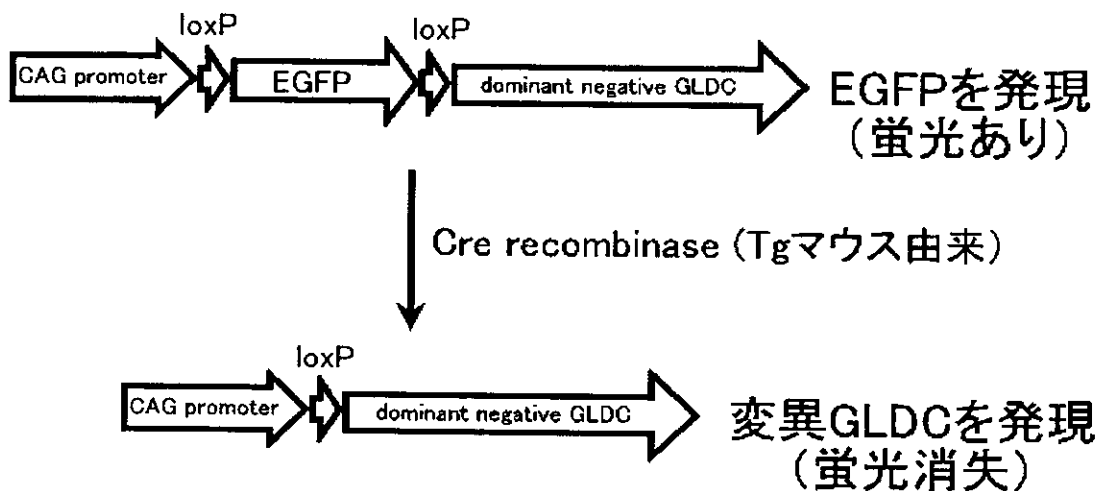 loxP
loxP
CAG promoter
EGFP
dominant negative GLDC
EGFPを発現
(蛍光あり)
Cre recombinase (Tgマウス由来)
loxP
CAG promoter
dominant negative GLDC
変異GLDCを発現
(蛍光消失)